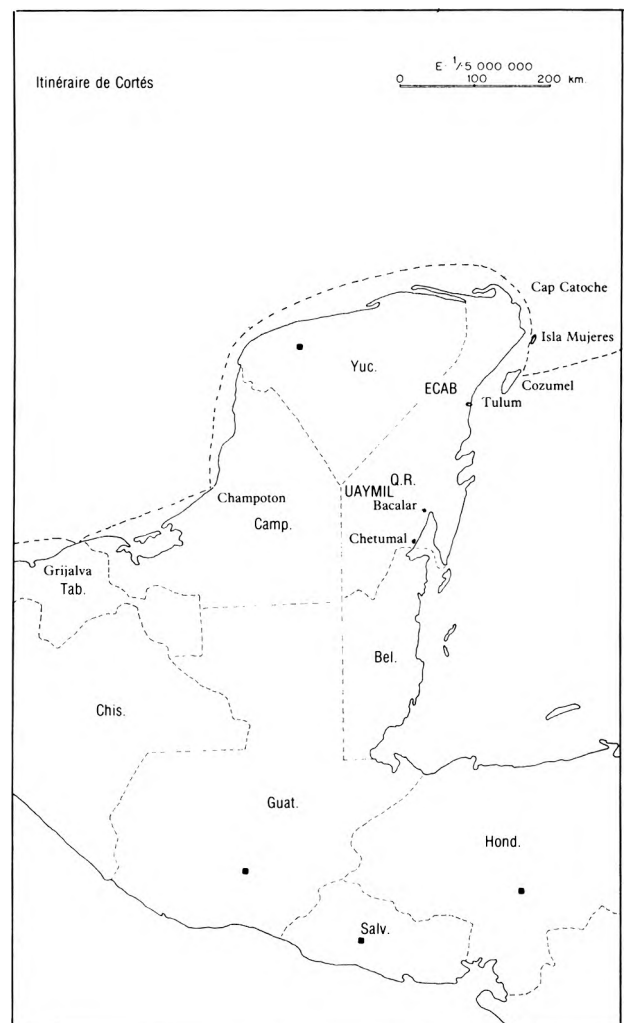 Itinéraire de Cortés
E- 1/5 000 000
0 100 200 km.
Cap Catoche
Isla Mujeres
Yuc.
Cozumel
ECAB
Tulum
Q.R.
UAYMIL
Champoton
Bacalar
Camp.
Chetumal
Grijalva
Tab.
Bel.
Chis.
Guat.
Hond.
Salv.